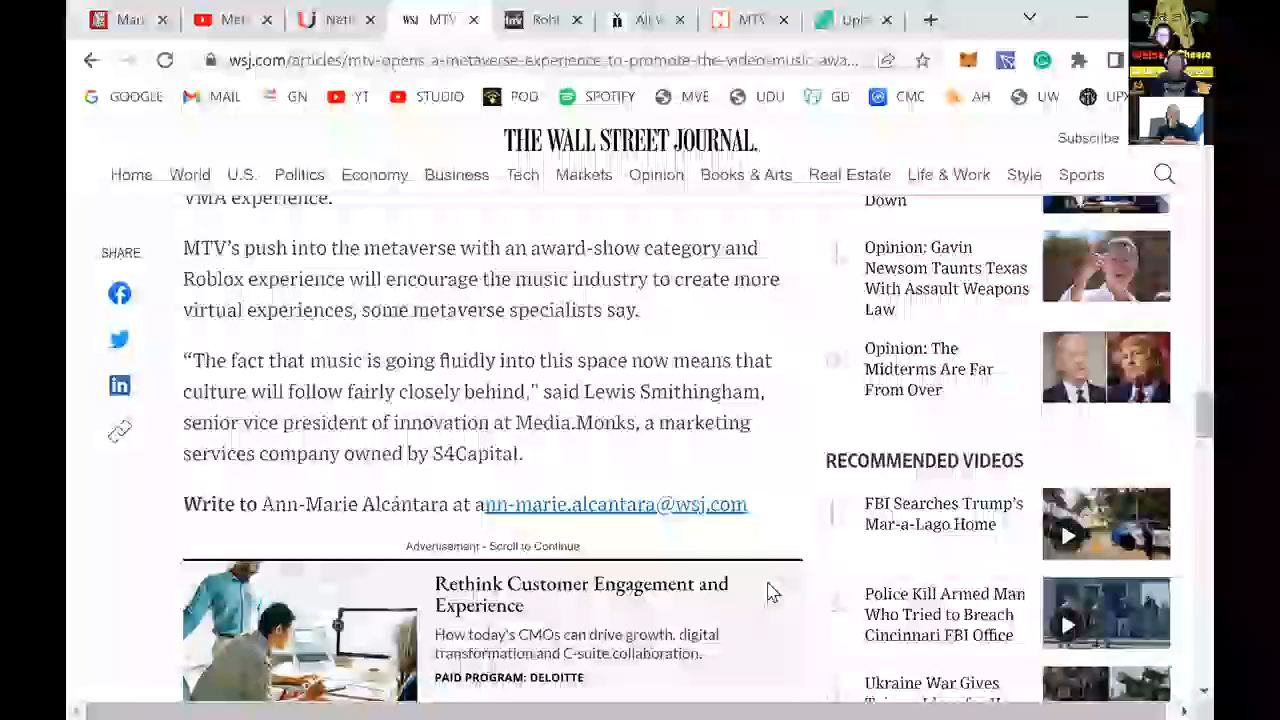 Man
Met
MTV
Robl
All V
MTV
Upla
wsj.com/articles/mtv-opens-metaverse-experience-to-promote-the-video-music-awa...
GOOGLE
MAIL
GN
YT
STUDIO
POD
SPOTIFY
MVE
UDU
GD
CMC
AH
UW
THE WALL STREET JOURNAL.
Subscribe
Home World U.S. Politics Economy Business Tech Markets Opinion Books & Arts Real Estate Life & Work Style Sports
VMA experience.
SHARE
MTV’s push into the metaverse with an award-show category and
Roblox experience will encourage the music industry to create more
virtual experiences, some metaverse specialists say.
“The fact that music is going fluidly into this space now means that
culture will follow fairly closely behind,” said Lewis Smithingham,
senior vice president of innovation at Media.Monks, a marketing
services company owned by S4Capital.
Write to Ann-Marie Alcántara at ann-marie.alcantara@wsj.com
Advertisement - Scroll to Continue
Rethink Customer Engagement and
Experience
How today's CMOs can drive growth, digital
transformation and C-suite collaboration.
PAID PROGRAM: DELOITTE
Down
Opinion: Gavin
Newsom Taunts Texas
With Assault Weapons
Law
Opinion: The
Midterms Are Far
From Over
RECOMMENDED VIDEOS
FBI Searches Trump’s
Mar-a-Lago Home
Police Kill Armed Man
Who Tried to Breach
Cincinnati FBI Office
Ukraine War Gives